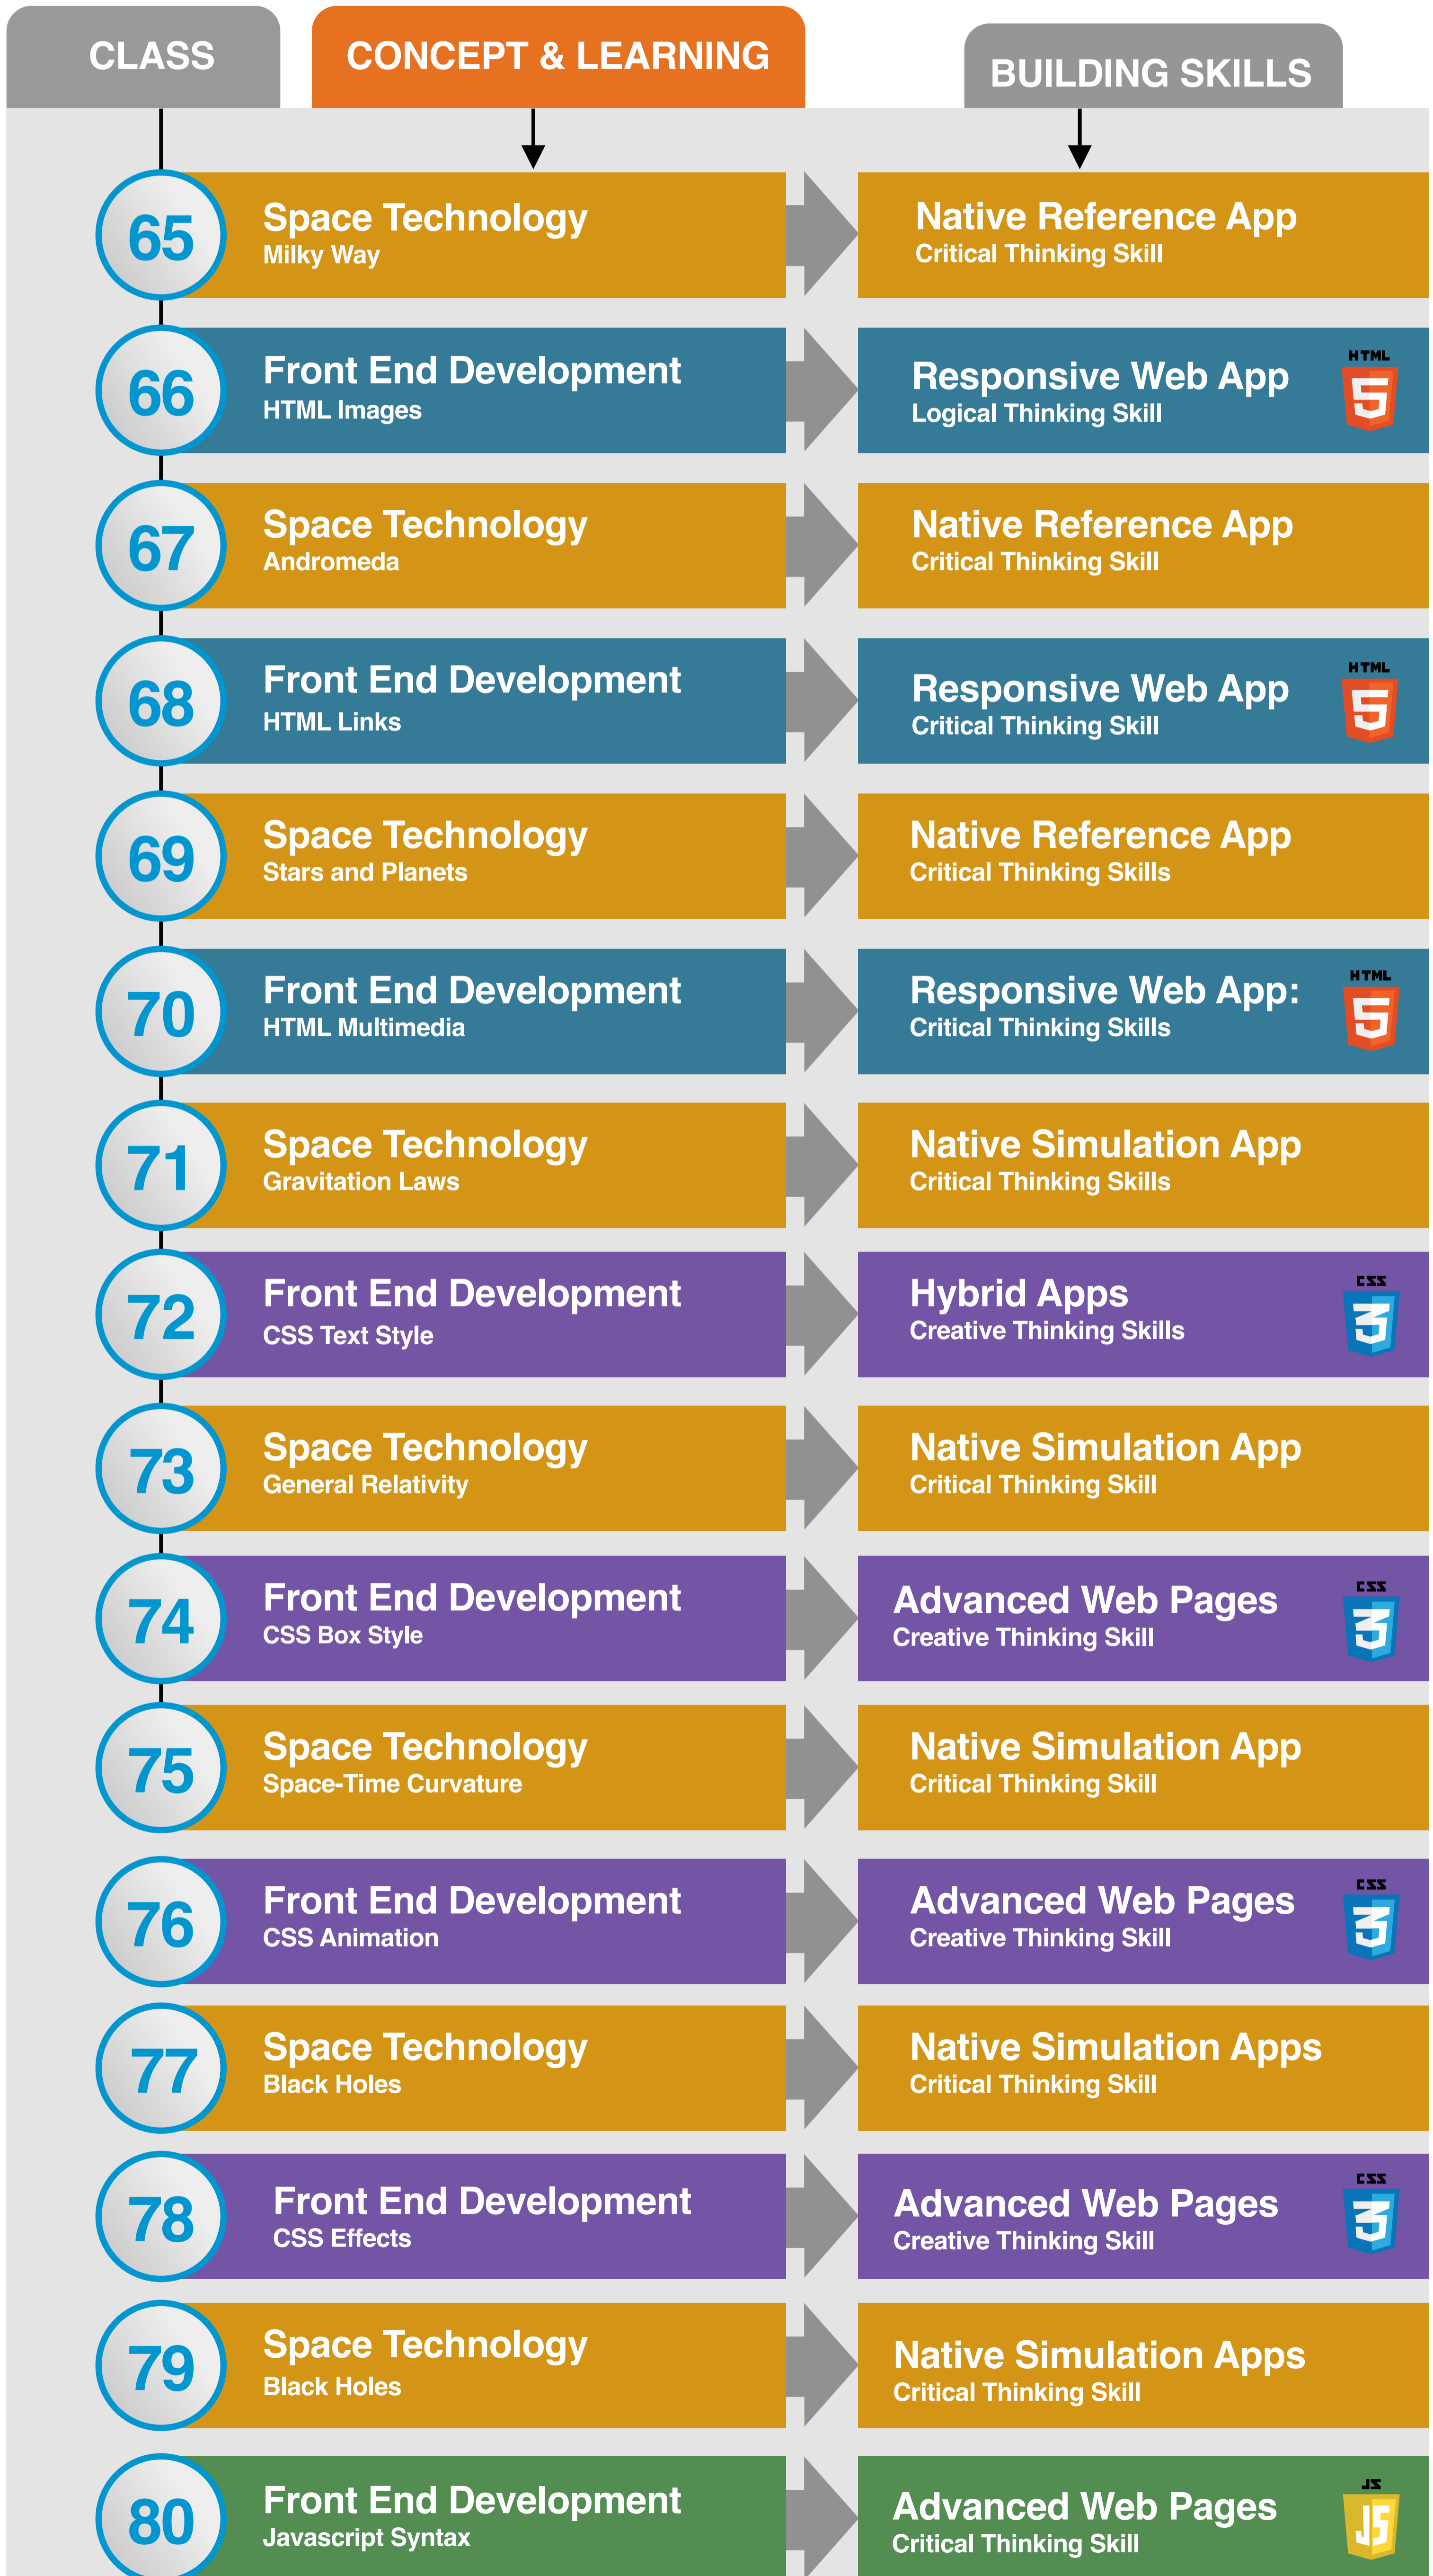 CLASS
CONCEPT & LEARNING
BUILDING SKILLS
65
Space Technology
Milky Way
Native Reference App
Critical Thinking Skill
66
Front End Development
HTML Images
Responsive Web App
Logical Thinking Skill
HTML
5
67
Space Technology
Andromeda
Native Reference App
Critical Thinking Skill
68
Front End Development
HTML Links
Responsive Web App
Critical Thinking Skill
HTML
5
69
Space Technology
Stars and Planets
Native Reference App
Critical Thinking Skills
70
Front End Development
HTML Multimedia
Responsive Web App:
Critical Thinking Skills
HTML
5
71
Space Technology
Gravitation Laws
Native Simulation App
Critical Thinking Skills
72
Front End Development
CSS Text Style
Hybrid Apps
Creative Thinking Skills
CSS
3
73
Space Technology
General Relativity
Native Simulation App
Critical Thinking Skill
74
Front End Development
CSS Box Style
Advanced Web Pages
Creative Thinking Skill
CSS
3
75
Space Technology
Space-Time Curvature
Native Simulation App
Critical Thinking Skill
76
Front End Development
CSS Animation
Advanced Web Pages
Creative Thinking Skill
CSS
3
77
Space Technology
Black Holes
Native Simulation Apps
Critical Thinking Skill
78
Front End Development
CSS Effects
Advanced Web Pages
Creative Thinking Skill
CSS
3
79
Space Technology
Black Holes
Native Simulation Apps
Critical Thinking Skill
80
Front End Development
Javascript Syntax
Advanced Web Pages
Critical Thinking Skill
JS
JS